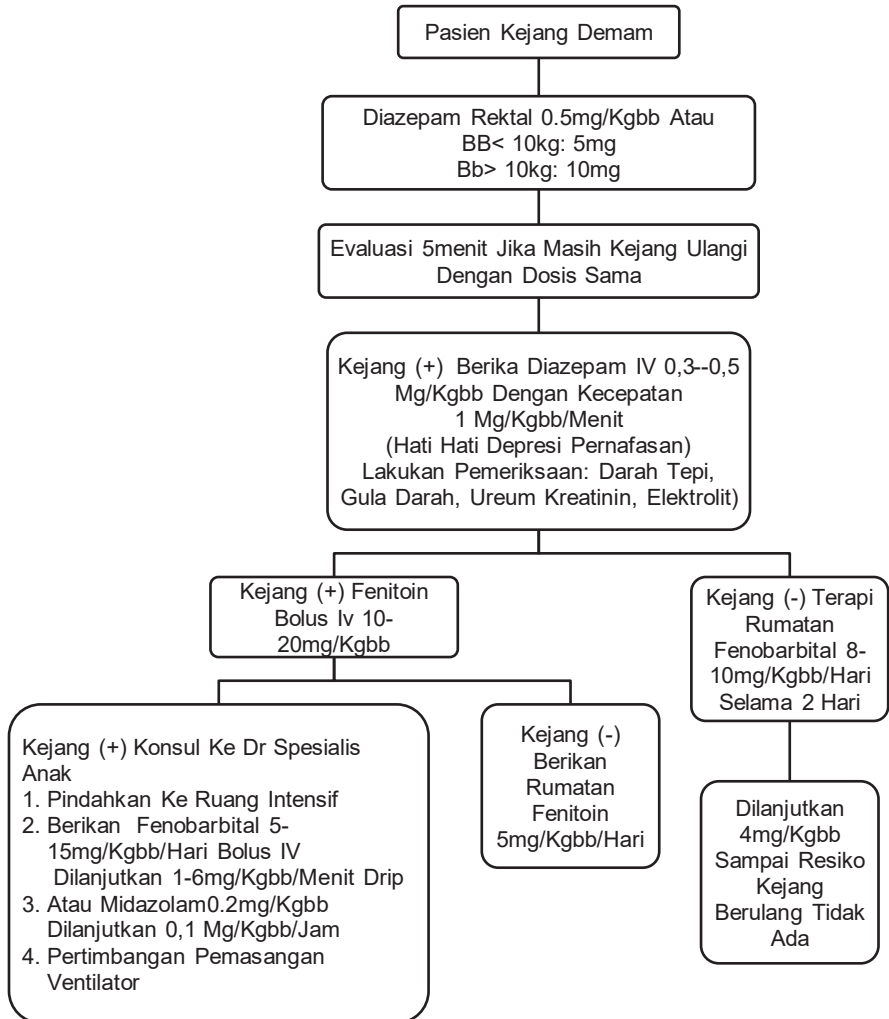 Pasien Kejang Demam
Diazepam Rektal 0.5mg/Kgbb Atau
BB< 10kg: 5mg
Bb> 10kg: 10mg
Evaluasi 5menit Jika Masih Kejang Ulangi
Dengan Dosis Sama
Kejang (+) Berika Diazepam IV 0,3--0,5
Mg/Kgbb Dengan Kecepatan
1 Mg/Kgbb/Menit
(Hati Hati Depresi Pernafasan)
Lakukan Pemeriksaan: Darah Tepi,
Gula Darah, Ureum Kreatinin, Elektrolit)
Kejang (+) Fenitoin
Bolus Iv 10-
20mg/Kgbb
Kejang (-) Terapi
Rumatan
Fenobarbital 8-
10mg/Kgbb/Hari
Selama 2 Hari
Kejang (+) Konsul Ke Dr Spesialis
Anak
1. Pindahkan Ke Ruang Intensif
2. Berikan Fenobarbital 5-
15mg/Kgbb/Hari Bolus IV
Dilanjutkan 1-6mg/Kgbb/Menit Drip
3. Atau Midazolam0.2mg/Kgbb
Dilanjutkan 0,1 Mg/Kgbb/Jam
4. Pertimbangan Pemasangan
Ventilator
Kejang (-)
Berikan
Rumatan
Fenitoin
5mg/Kgbb/Hari
Dilanjutkan
4mg/Kgbb
Sampai Resiko
Kejang
Berulang Tidak
Ada